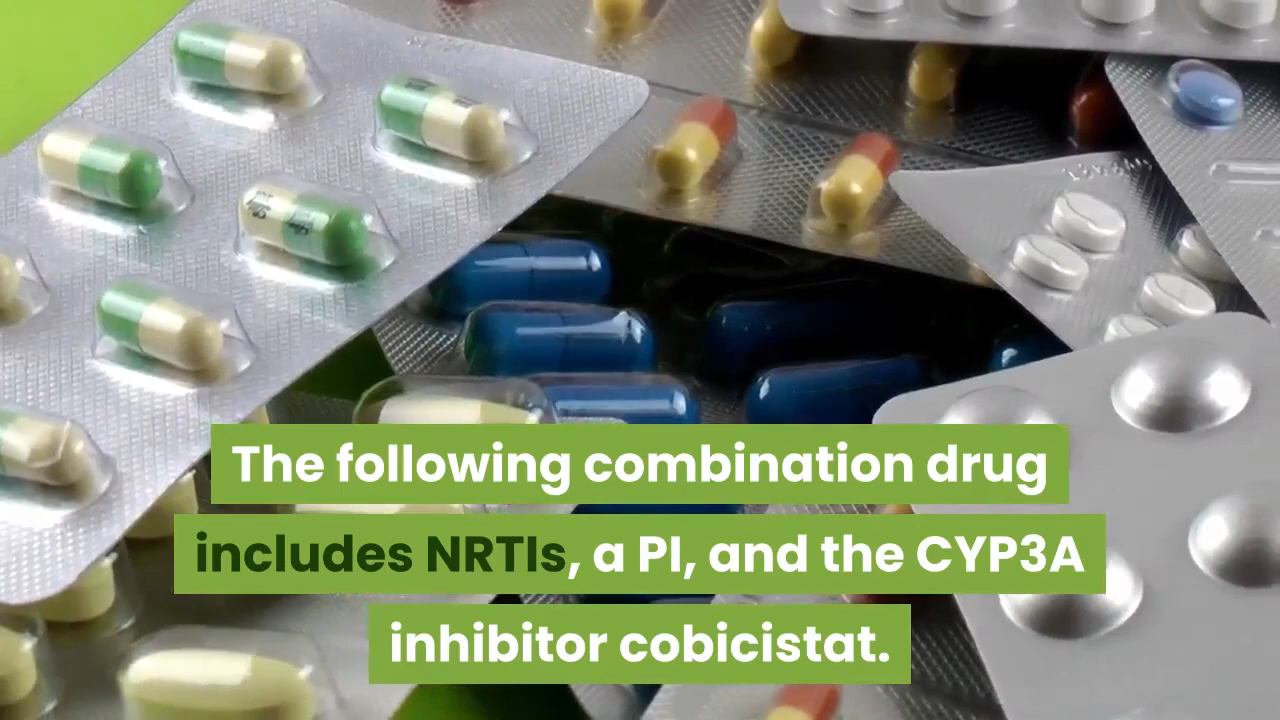 The following combination drug
includes NRTIs, a PI, and the CYP3A
inhibitor cobicistat.